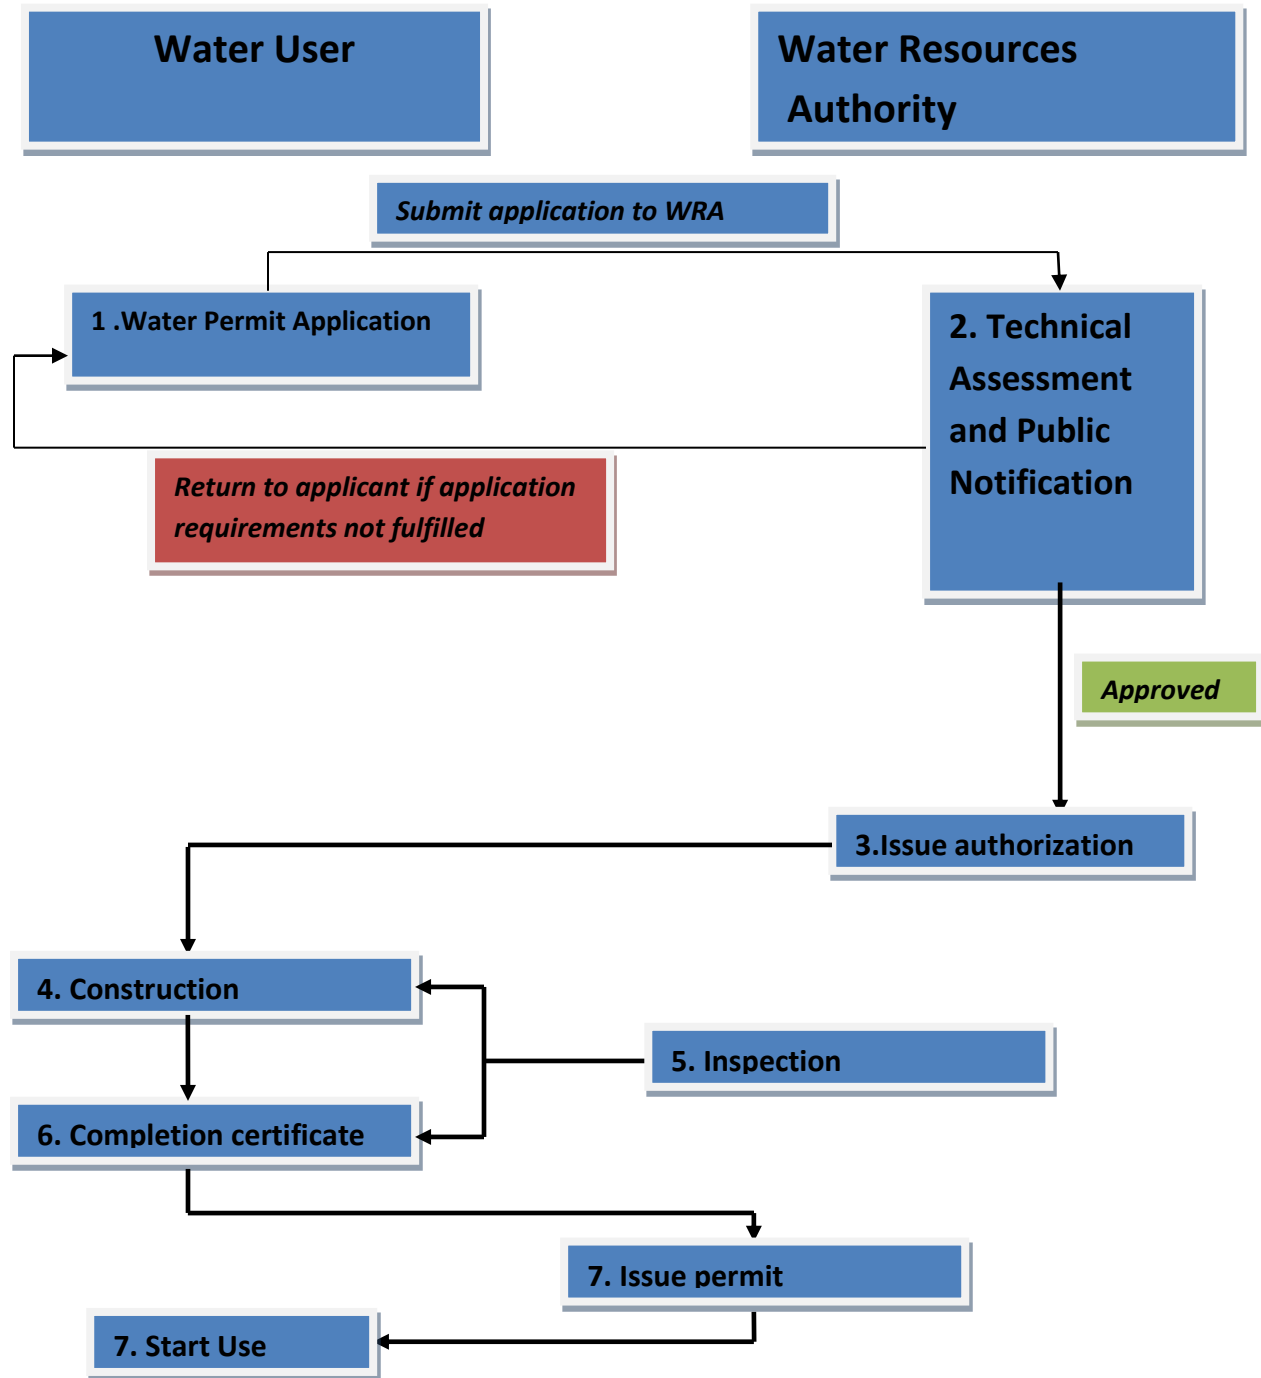 Water User
Water Resources
Authority
Submit application to WRA
1 .Water Permit Application
2. Technical
Assessment
and Public
Notification
Return to applicant if application
requirements not fulfilled
Approved
3.Issue authorization
4. Construction
5. Inspection
6. Completion certificate
7. Issue permit
7. Start Use